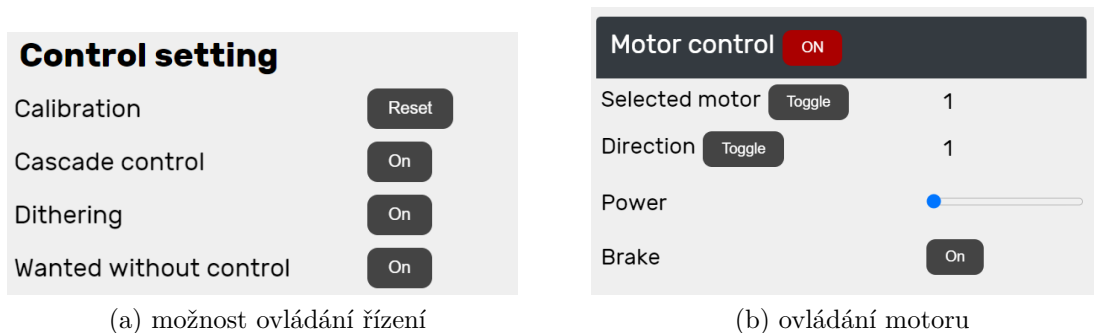 Control setting
Calibration Reset
Cascade control On
Dithering On
Wanted without control On
(a) možnost ovládání řízení
Motor control ON
Selected motor Toggle 1
Direction Toggle 1
Power
Brake On
(b) ovládání motoru